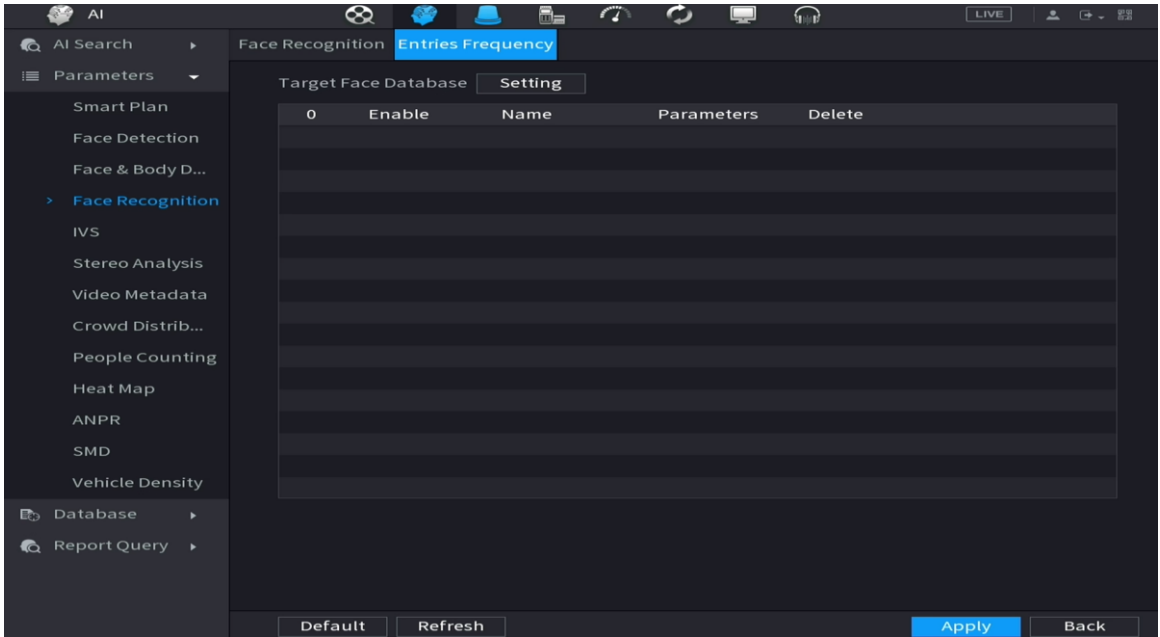 AI
LIVE
AI Search
Parameters
Smart Plan
Face Detection
Face & Body D...
Face Recognition
IVS
Stereo Analysis
Video Metadata
Crowd Distrib...
People Counting
Heat Map
ANPR
SMD
Vehicle Density
Database
Report Query
Face Recognition Entries Frequency
Target Face Database Setting
0 Enable Name Parameters Delete
Default Refresh Apply Back